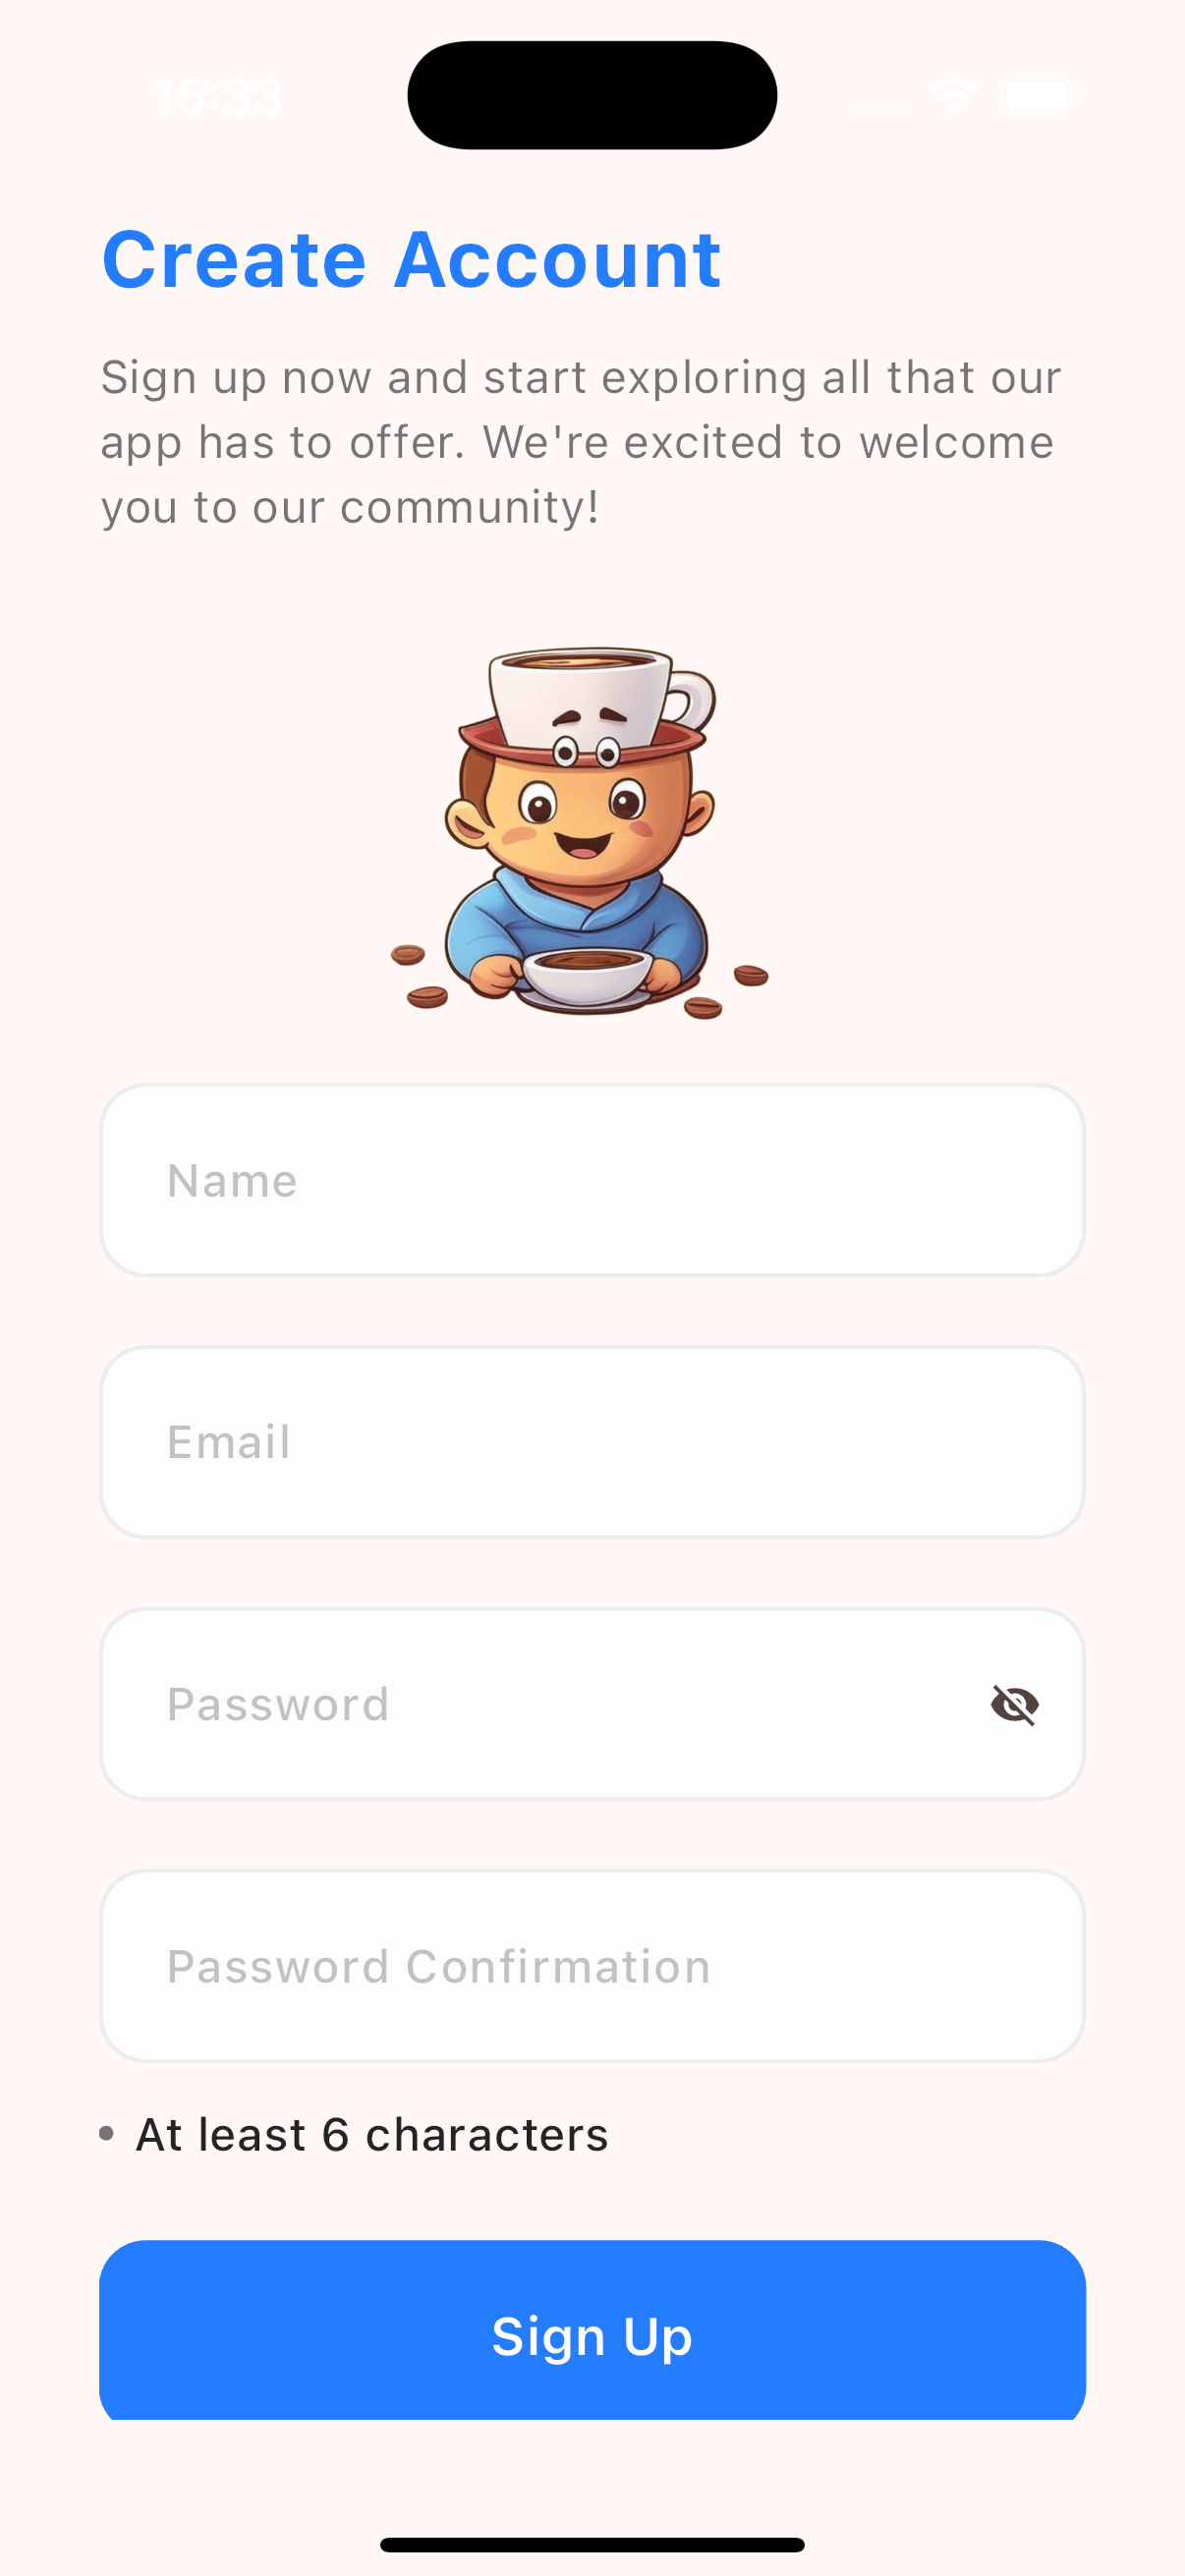 15:33
Create Account
Sign up now and start exploring all that our
app has to offer. We're excited to welcome
you to our community!
Name
Email
Password
Password Confirmation
• At least 6 characters
Sign Up